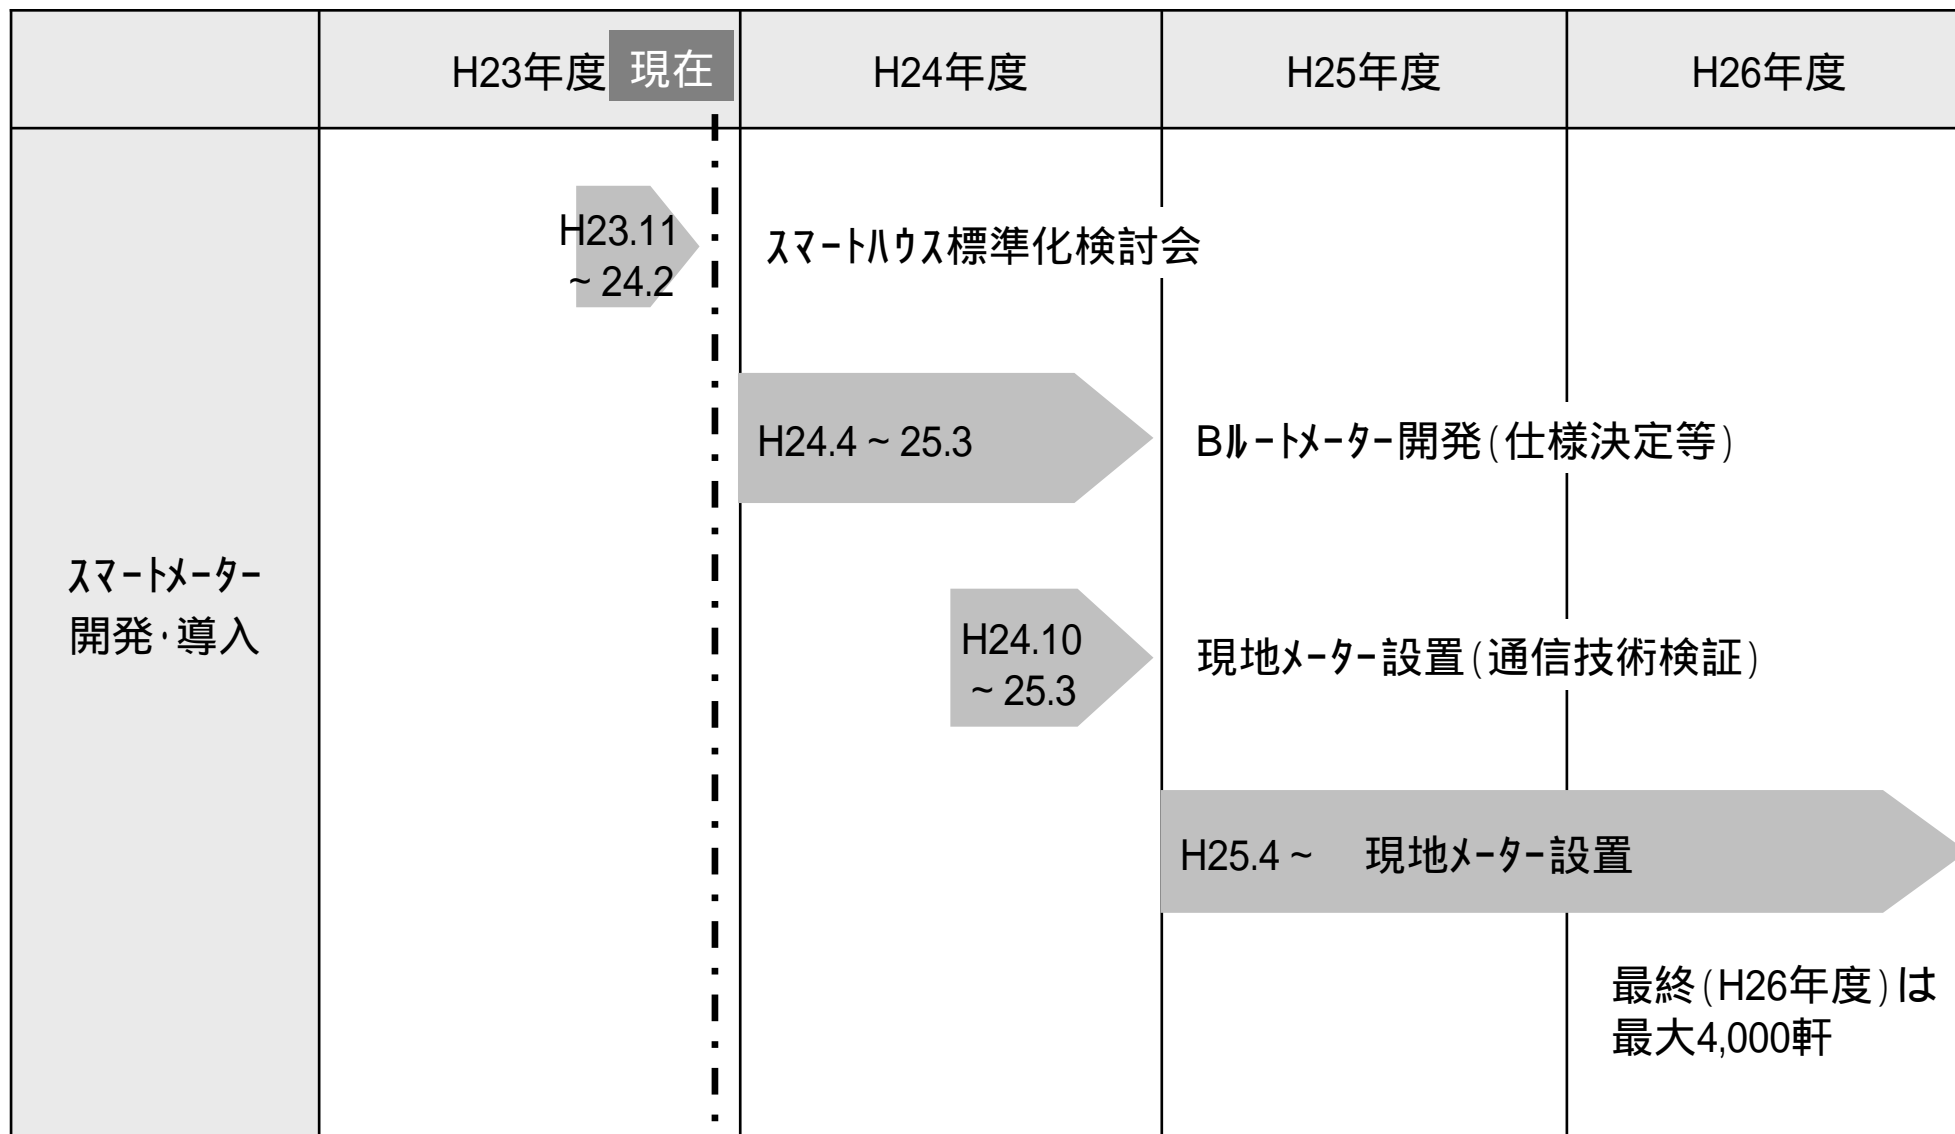 H23年度 現在 H24年度 H25年度 H26年度
H23.11
~ 24.2
ｽﾏｰﾄﾊｳｽ標準化検討会
H24.4 ~ 25.3
Bﾙｰﾄﾒｰﾀｰ開発(仕様決定等)
ｽﾏｰﾄﾒｰﾀｰ
開発･導入
H24.10
~ 25.3
現地ﾒｰﾀｰ設置(通信技術検証)
H25.4 ~ 現地ﾒｰﾀｰ設置
最終(H26年度)は
最大4,000軒